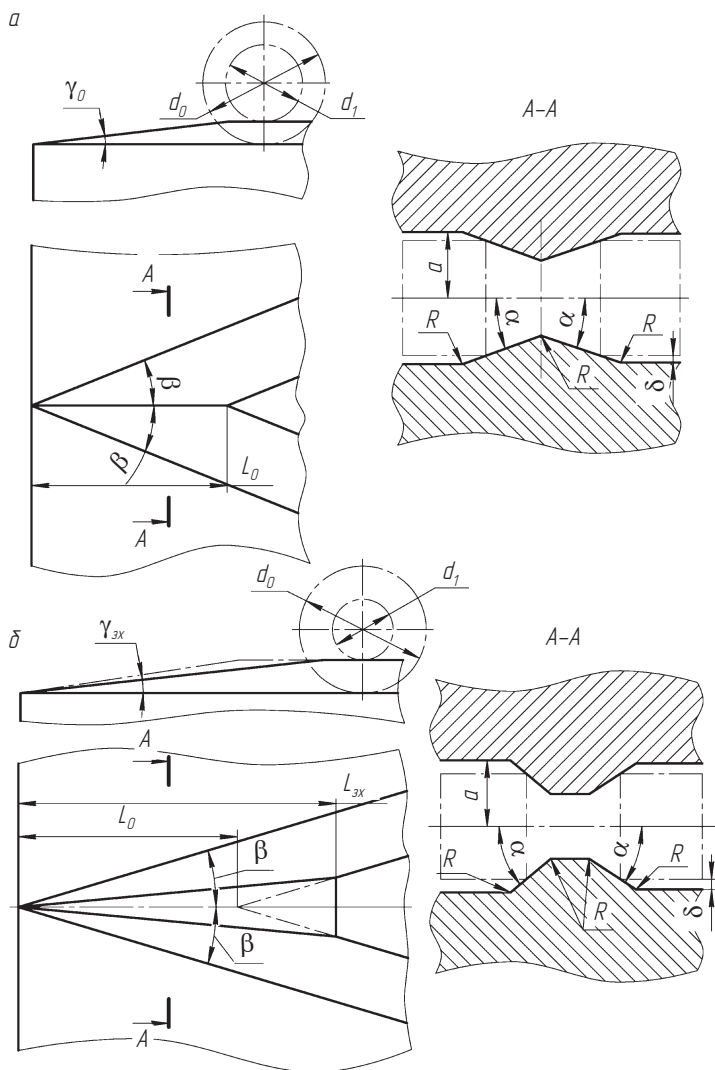 а
γ₀
d₀
d₁
А–А
А
a
α
α
R
R
R
δ
β
β
L₀
А
б
γзх
d₀
d₁
А–А
А
Lзх
L₀
a
β
β
α
α
R
R
R
δ
А